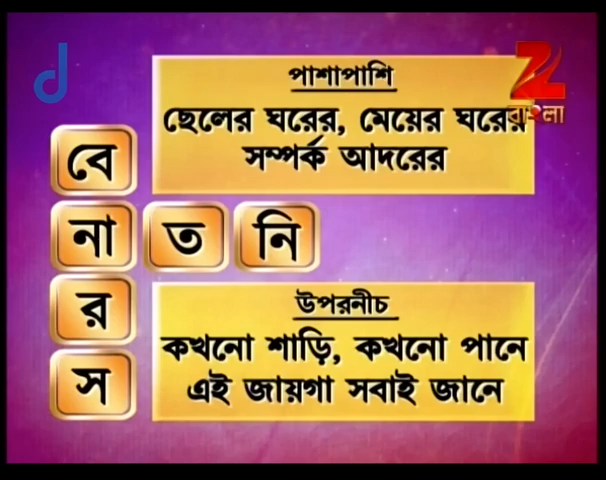 d
পাশাপাশি
ছেলের ঘরের, মেয়ের ঘরের
সম্পর্ক আদরের
Z
বাংলা
বে
না ত নি
র
স
উপরনীচ
কখনো শাড়ি, কখনো পানে
এই জায়গা সবাই জানে